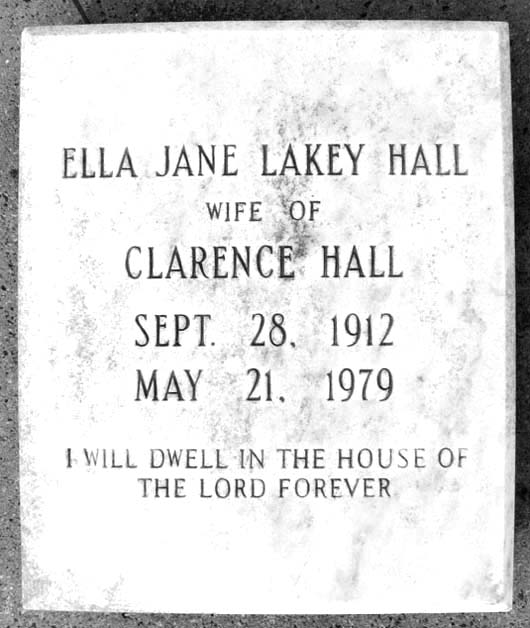 ELLA JANE LAKEY HALL
WIFE OF
CLARENCE HALL
SEPT. 28, 1912
MAY 21, 1979
I WILL DWELL IN THE HOUSE OF
THE LORD FOREVER